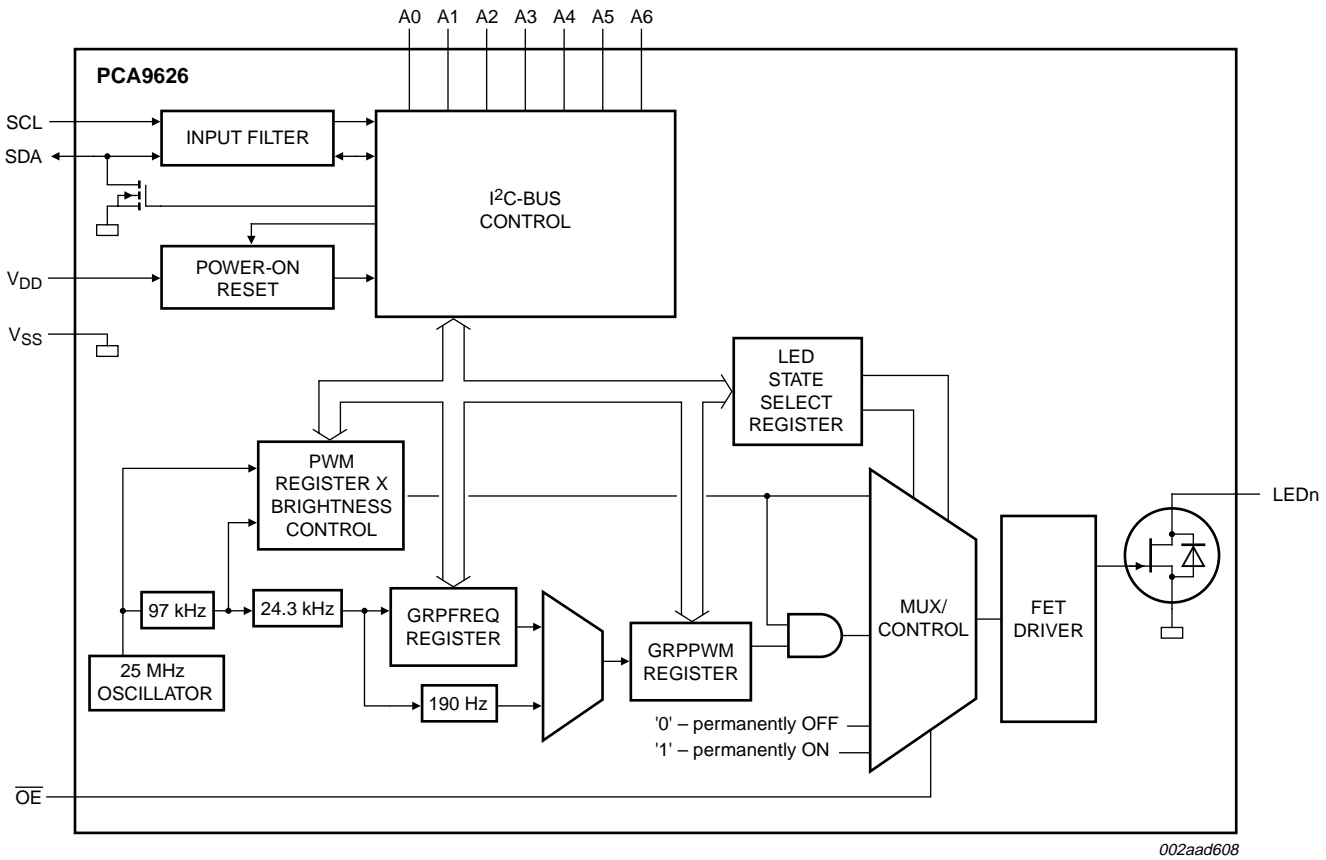 A0 A1 A2 A3 A4 A5 A6
PCA9626
SCL
SDA
INPUT FILTER
I²C-BUS
CONTROL
VDD
POWER-ON
RESET
VSS
LED
STATE
SELECT
REGISTER
PWM
REGISTER X
BRIGHTNESS
CONTROL
LEDn
97 kHz
24.3 kHz
GRPFREQ
REGISTER
MUX/
CONTROL
FET
DRIVER
GRPPWM
REGISTER
25 MHz
OSCILLATOR
190 Hz
'0' – permanently OFF
'1' – permanently ON
O̅E̅
002aad608